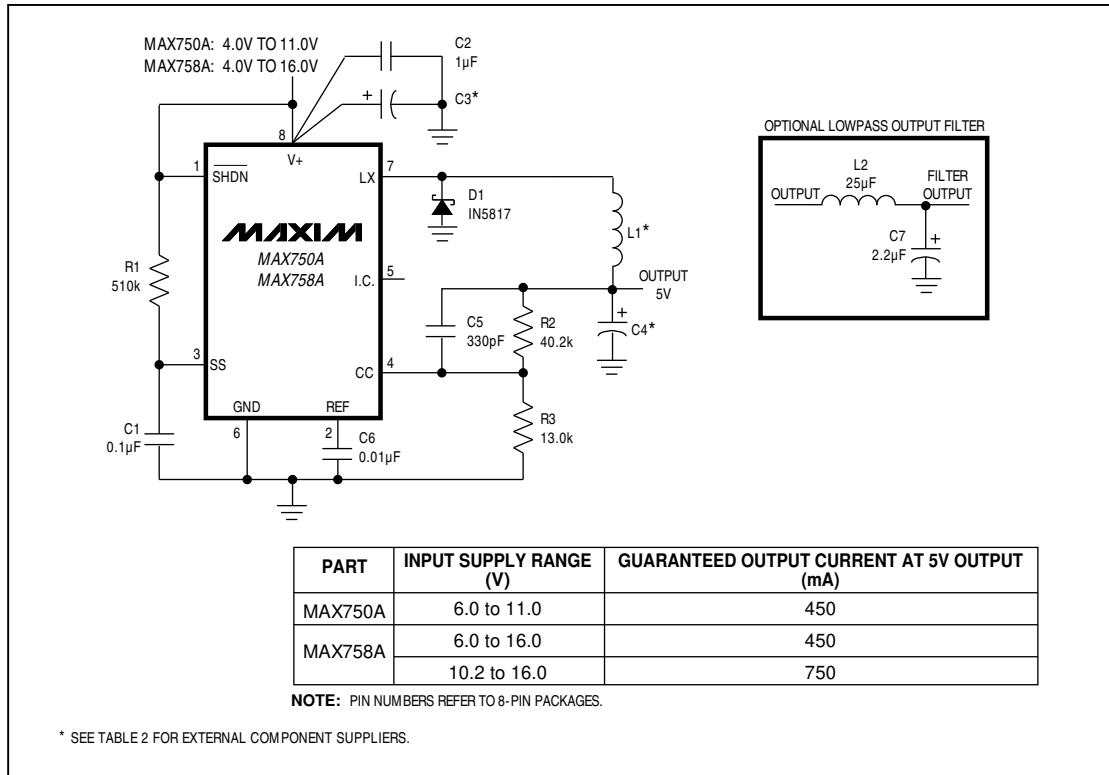 MAX750A: 4.0V TO 11.0V
MAX758A: 4.0V TO 16.0V
C2
1µF
+
C3*
8
V+
1
SHDN
7
LX
D1
IN5817
MAXIM
MAX750A
MAX758A
R1
510k
I.C.
5
L1*
OUTPUT
5V
+
C4*
C5
330pF
R2
40.2k
3
SS
4
CC
GND
REF
6
2
C1
0.1µF
C6
0.01µF
R3
13.0k
OPTIONAL LOWPASS OUTPUT FILTER
L2
25µF
OUTPUT
FILTER
OUTPUT
C7
2.2µF
+
PART
INPUT SUPPLY RANGE
(V)
GUARANTEED OUTPUT CURRENT AT 5V OUTPUT
(mA)
MAX750A
6.0 to 11.0
450
MAX758A
6.0 to 16.0
450
10.2 to 16.0
750
NOTE: PIN NUMBERS REFER TO 8-PIN PACKAGES.
* SEE TABLE 2 FOR EXTERNAL COMPONENT SUPPLIERS.